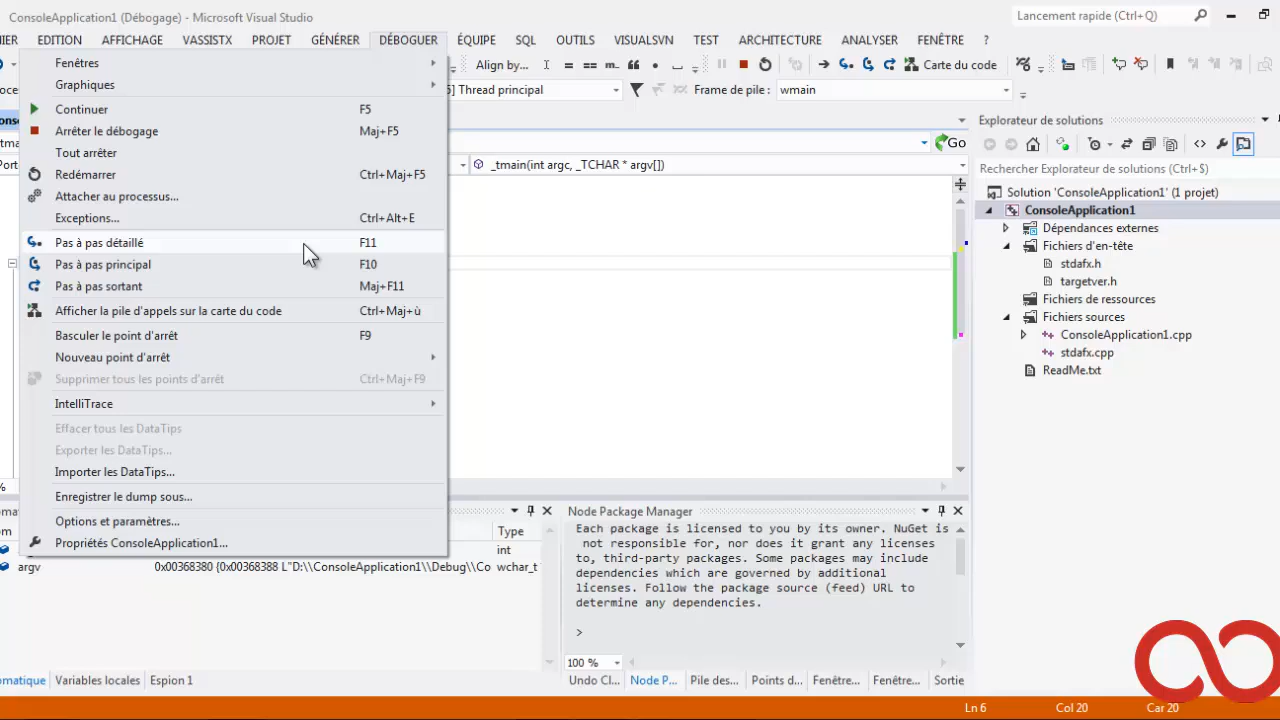 ConsoleApplication1 (Débogage) - Microsoft Visual Studio
Lancement rapide (Ctrl+Q)
EDITION AFFICHAGE VASSISTX PROJET GÉNÉRER DÉBOGUER ÉQUIPE SQL OUTILS VISUALSVN TEST ARCHITECTURE ANALYSER FENÊTRE ?
Align by... Carte du code
Thread principal Frame de pile : wmain
Go
_tmain(int argc, _TCHAR * argv[])
Fenêtres
Graphiques
Continuer F5
Arrêter le débogage Maj+F5
Tout arrêter
Redémarrer Ctrl+Maj+F5
Attacher au processus...
Exceptions... Ctrl+Alt+E
Pas à pas détaillé F11
Pas à pas principal F10
Pas à pas sortant Maj+F11
Afficher la pile d'appels sur la carte du code Ctrl+Maj+ù
Basculer le point d'arrêt F9
Nouveau point d'arrêt
Supprimer tous les points d'arrêt Ctrl+Maj+F9
IntelliTrace
Effacer tous les DataTips
Exporter les DataTips...
Importer les DataTips...
Enregistrer le dump sous...
Options et paramètres...
Propriétés ConsoleApplication1...
Explorateur de solutions
Rechercher Explorateur de solutions (Ctrl+$)
Solution 'ConsoleApplication1' (1 projet)
ConsoleApplication1
Dépendances externes
Fichiers d'en-tête
stdafx.h
targetver.h
Fichiers de ressources
Fichiers sources
ConsoleApplication1.cpp
stdafx.cpp
ReadMe.txt
Type
int
argv 0x00368380 {0x00368388 L"D:\\ConsoleApplication1\\Debug\\Co wchar_t
Node Package Manager
Each package is licensed to you by its owner. NuGet is
not responsible for, nor does it grant any licenses
to, third-party packages. Some packages may include
dependencies which are governed by additional
licenses. Follow the package source (feed) URL to
determine any dependencies.
>
100 %
Variables locales Espion 1
Undo Cl... Node P... Pile des... Points d... Fenêtre... Fenêtre... Sortie
Ln 6 Col 20 Car 20